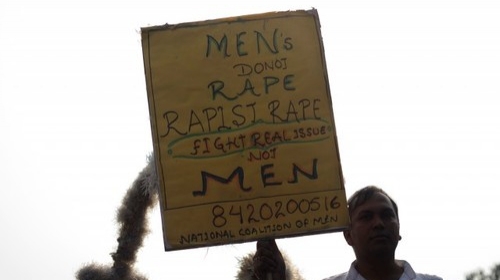 MEN's
DONOT
RAPE
RAPIST RAPE
FIGHT REAL ISSUE
NOT
MEN
8420200516
NATIONAL COALITION OF MEN